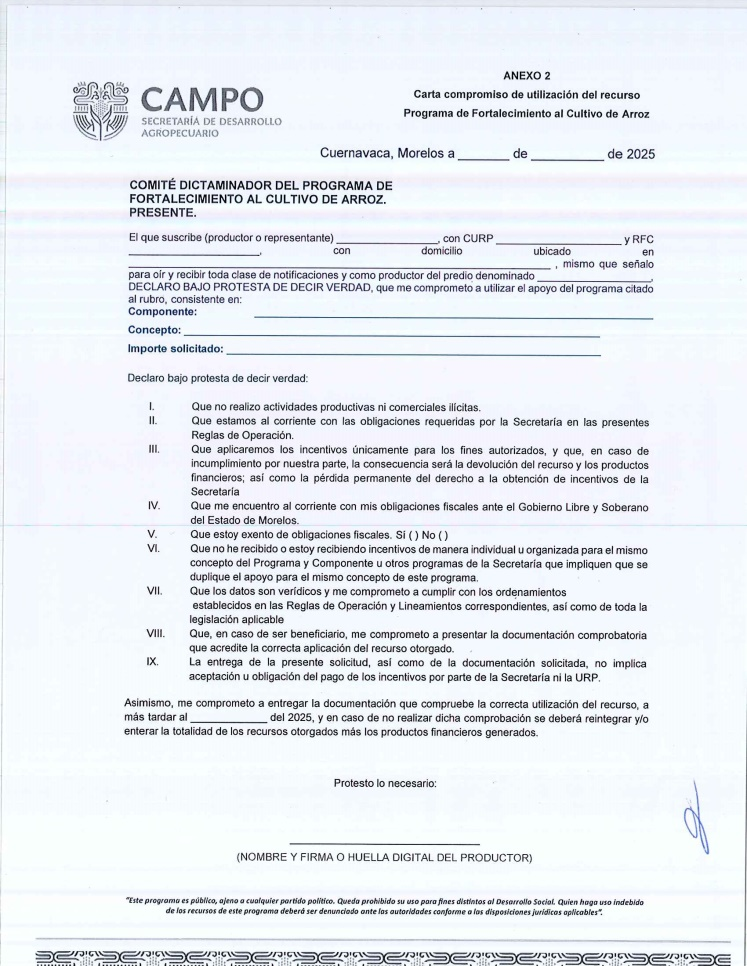 ANEXO 2
Carta compromiso de utilización del recurso
Programa de Fortalecimiento al Cultivo de Arroz
CAMPO
SECRETARÍA DE DESARROLLO
AGROPECUARIO
Cuernavaca, Morelos a _______ de __________ de 2025
COMITÉ DICTAMINADOR DEL PROGRAMA DE
FORTALECIMIENTO AL CULTIVO DE ARROZ.
PRESENTE.
El que suscribe (productor o representante) _________________, con CURP _____________________ y RFC
______________________, con domicilio ubicado en
_______________________________________________________________________ , mismo que señalo
para oír y recibir toda clase de notificaciones y como productor del predio denominado ___________________,
DECLARO BAJO PROTESTA DE DECIR VERDAD, que me comprometo a utilizar el apoyo del programa citado
al rubro, consistente en:
Componente: ___________________________________________________________________
Concepto: ______________________________________________________________________
Importe solicitado: _______________________________________________________________
Declaro bajo protesta de decir verdad:
I. Que no realizo actividades productivas ni comerciales ilícitas.
II. Que estamos al corriente con las obligaciones requeridas por la Secretaría en las presentes
Reglas de Operación.
III. Que aplicaremos los incentivos únicamente para los fines autorizados, y que, en caso de
incumplimiento por nuestra parte, la consecuencia será la devolución del recurso y los productos
financieros; así como la pérdida permanente del derecho a la obtención de incentivos de la
Secretaría
IV. Que me encuentro al corriente con mis obligaciones fiscales ante el Gobierno Libre y Soberano
del Estado de Morelos.
V. Que estoy exento de obligaciones fiscales. Sí ( ) No ( )
VI. Que no he recibido o estoy recibiendo incentivos de manera individual u organizada para el mismo
concepto del Programa y Componente u otros programas de la Secretaría que impliquen que se
duplique el apoyo para el mismo concepto de este programa.
VII. Que los datos son verídicos y me comprometo a cumplir con los ordenamientos
establecidos en las Reglas de Operación y Lineamientos correspondientes, así como de toda la
legislación aplicable
VIII. Que, en caso de ser beneficiario, me comprometo a presentar la documentación comprobatoria
que acredite la correcta aplicación del recurso otorgado.
IX. La entrega de la presente solicitud, así como de la documentación solicitada, no implica
aceptación u obligación del pago de los incentivos por parte de la Secretaría ni la URP.
Asimismo, me comprometo a entregar la documentación que compruebe la correcta utilización del recurso, a
más tardar al _____________ del 2025, y en caso de no realizar dicha comprobación se deberá reintegrar y/o
enterar la totalidad de los recursos otorgados más los productos financieros generados.
Protesto lo necesario:
________________________________
(NOMBRE Y FIRMA O HUELLA DIGITAL DEL PRODUCTOR)
"Este programa es público, ajeno a cualquier partido político. Queda prohibido su uso para fines distintos al Desarrollo Social. Quien haga uso indebido
de los recursos de este programa deberá ser denunciado ante las autoridades conforme a las disposiciones jurídicas aplicables".